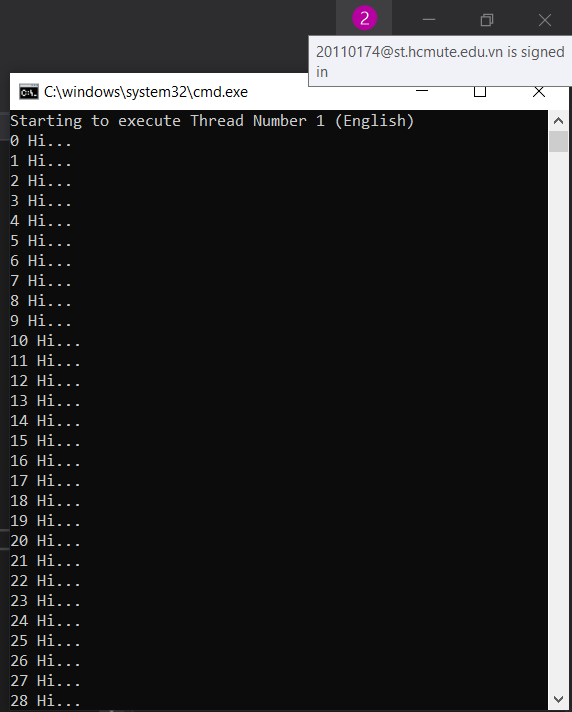 2
20110174@st.hcmute.edu.vn is signed
in
C:\windows\system32\cmd.exe
Starting to execute Thread Number 1 (English)
0 Hi...
1 Hi...
2 Hi...
3 Hi...
4 Hi...
5 Hi...
6 Hi...
7 Hi...
8 Hi...
9 Hi...
10 Hi...
11 Hi...
12 Hi...
13 Hi...
14 Hi...
15 Hi...
16 Hi...
17 Hi...
18 Hi...
19 Hi...
20 Hi...
21 Hi...
22 Hi...
23 Hi...
24 Hi...
25 Hi...
26 Hi...
27 Hi...
28 Hi...